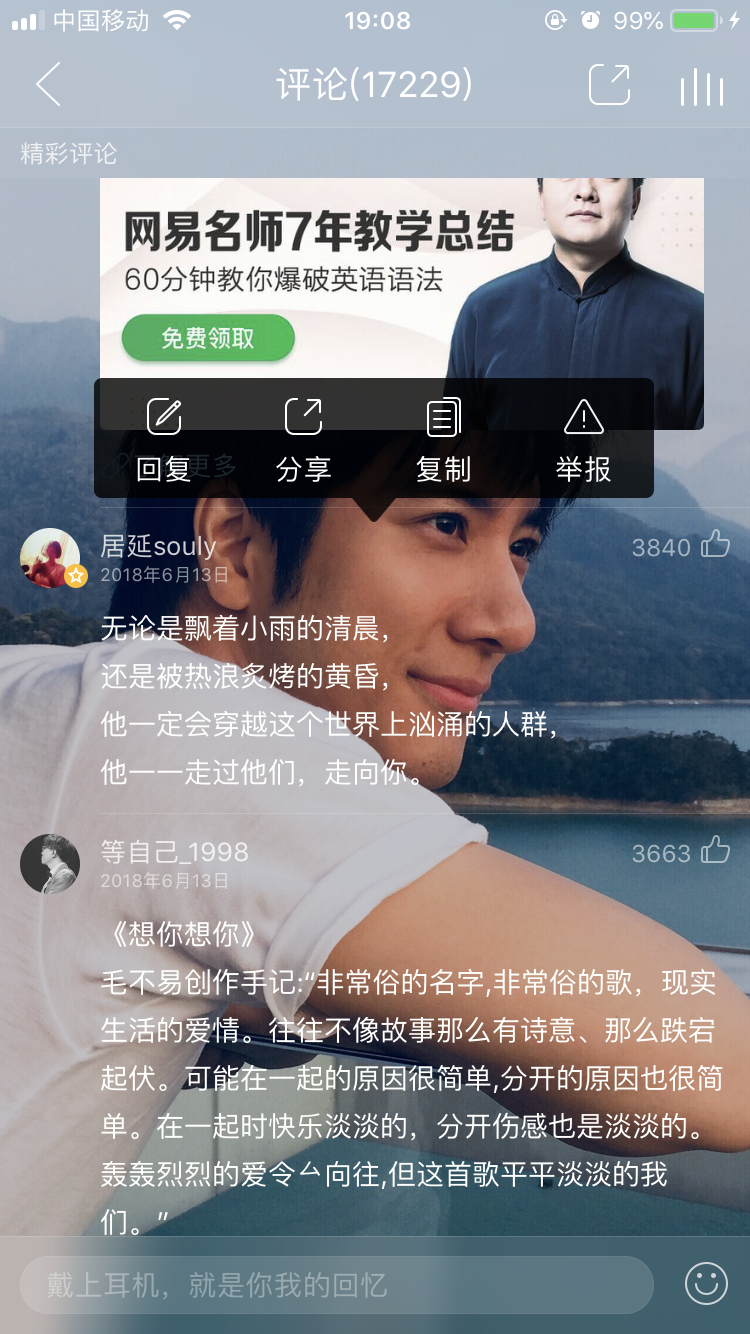 中国移动 19:08 99%
评论(17229)
精彩评论
网易名师7年教学总结
60分钟教你爆破英语语法
免费领取
回复 分享 复制 举报
更多
居延souly 3840
2018年6月13日
无论是飘着小雨的清晨，
还是被热浪炙烤的黄昏，
他一定会穿越这个世界上汹涌的人群，
他一一走过他们，走向你。
等自己_1998 3663
2018年6月13日
《想你想你》
毛不易创作手记:“非常俗的名字,非常俗的歌，现实
生活的爱情。往往不像故事那么有诗意、那么跌宕
起伏。可能在一起的原因很简单,分开的原因也很简
单。在一起时快乐淡淡的，分开伤感也是淡淡的。
轰轰烈烈的爱令厸向往,但这首歌平平淡淡的我
们。”
戴上耳机，就是你我的回忆